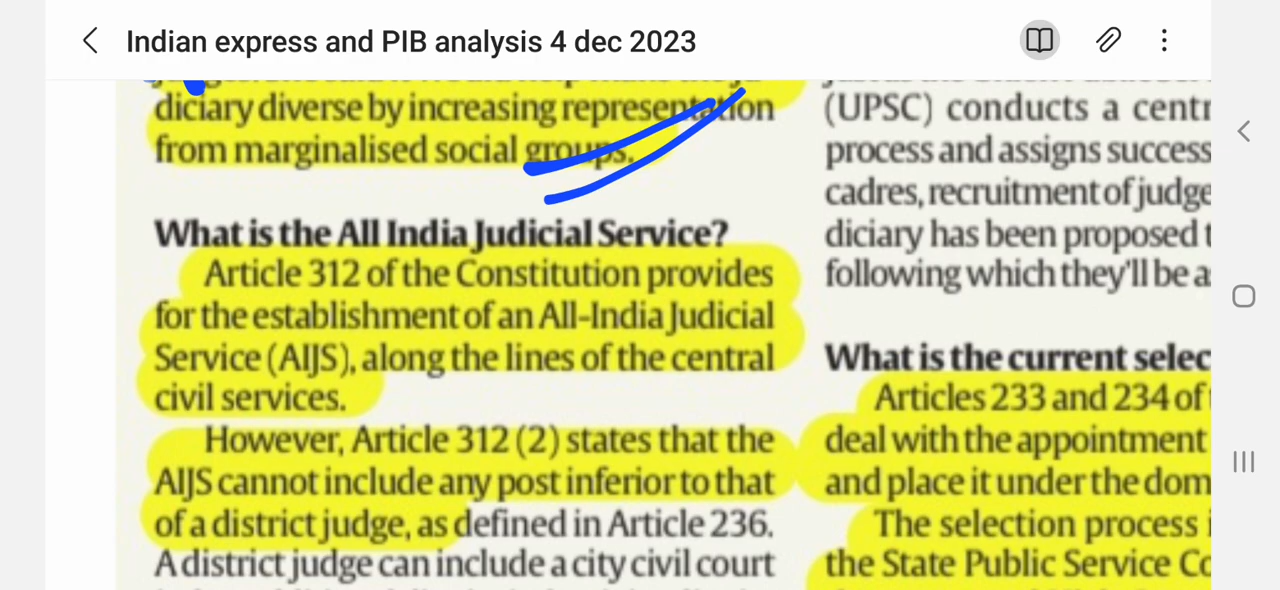 Indian express and PIB analysis 4 dec 2023
diciary diverse by increasing representation
from marginalised social groups.
What is the All India Judicial Service?
Article 312 of the Constitution provides
for the establishment of an All-India Judicial
Service (AIJS), along the lines of the central
civil services.
However, Article 312 (2) states that the
AIJS cannot include any post inferior to that
of a district judge, as defined in Article 236.
A district judge can include a city civil court
(UPSC) conducts a centr
process and assigns success
cadres, recruitment of judge
diciary has been proposed t
following which they'll be a
What is the current selec
Articles 233 and 234 of
deal with the appointment
and place it under the dom
The selection process i
the State Public Service Co